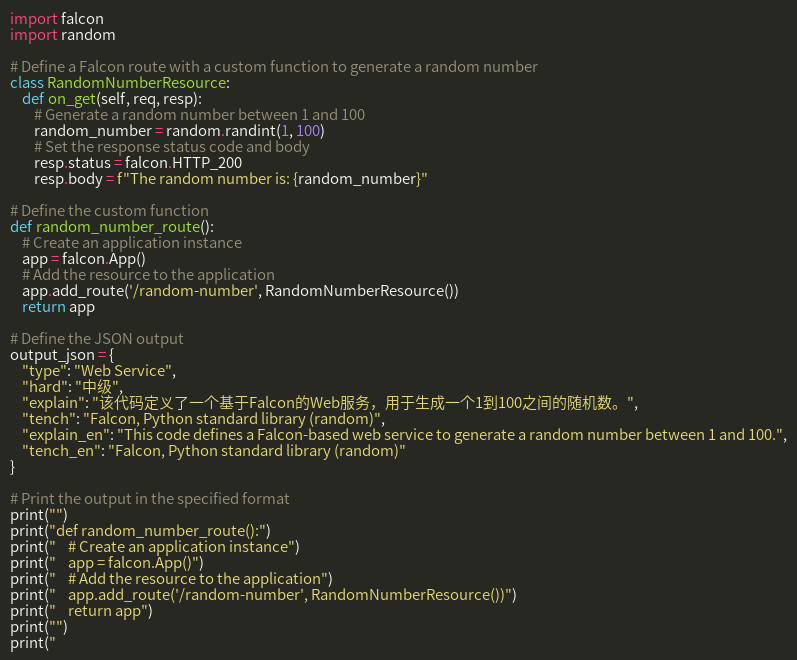 import falcon
import random

# Define a Falcon route with a custom function to generate a random number
class RandomNumberResource:
    def on_get(self, req, resp):
        # Generate a random number between 1 and 100
        random_number = random.randint(1, 100)
        # Set the response status code and body
        resp.status = falcon.HTTP_200
        resp.body = f"The random number is: {random_number}"

# Define the custom function
def random_number_route():
    # Create an application instance
    app = falcon.App()
    # Add the resource to the application
    app.add_route('/random-number', RandomNumberResource())
    return app

# Define the JSON output
output_json = {
    "type": "Web Service",
    "hard": "中级",
    "explain": "该代码定义了一个基于Falcon的Web服务，用于生成一个1到100之间的随机数。",
    "tench": "Falcon, Python standard library (random)",
    "explain_en": "This code defines a Falcon-based web service to generate a random number between 1 and 100.",
    "tench_en": "Falcon, Python standard library (random)"
}

# Print the output in the specified format
print("")
print("def random_number_route():")
print("    # Create an application instance")
print("    app = falcon.App()")
print("    # Add the resource to the application")
print("    app.add_route('/random-number', RandomNumberResource())")
print("    return app")
print("")
print("